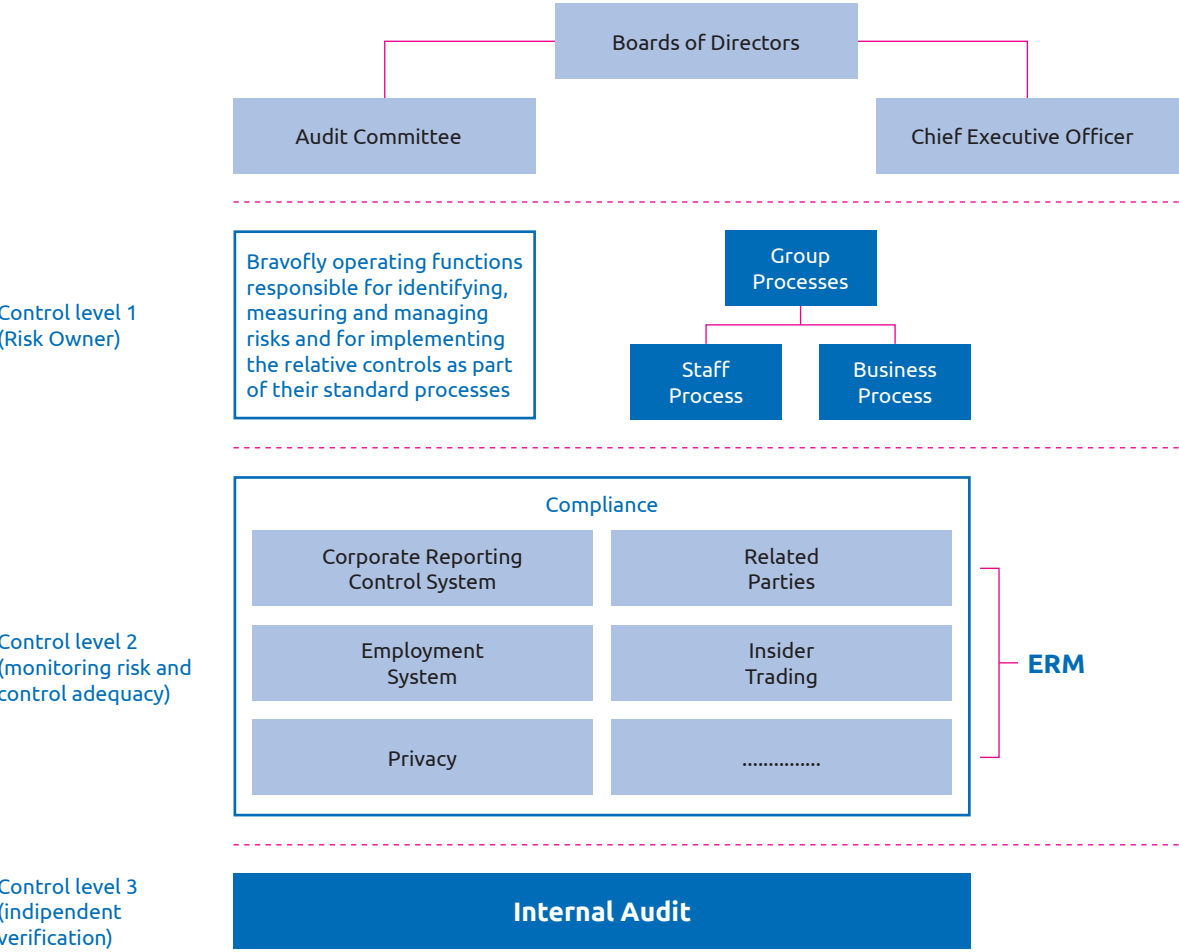 Boards of Directors
Audit Committee
Chief Executive Officer
Control level 1
(Risk Owner)
Bravofly operating functions
responsible for identifying,
measuring and managing
risks and for implementing
the relative controls as part
of their standard processes
Group
Processes
Staff
Process
Business
Process
Control level 2
(monitoring risk and
control adequacy)
Compliance
Corporate Reporting
Control System
Related
Parties
Employment
System
Insider
Trading
Privacy
...............
ERM
Control level 3
(indipendent
verification)
Internal Audit